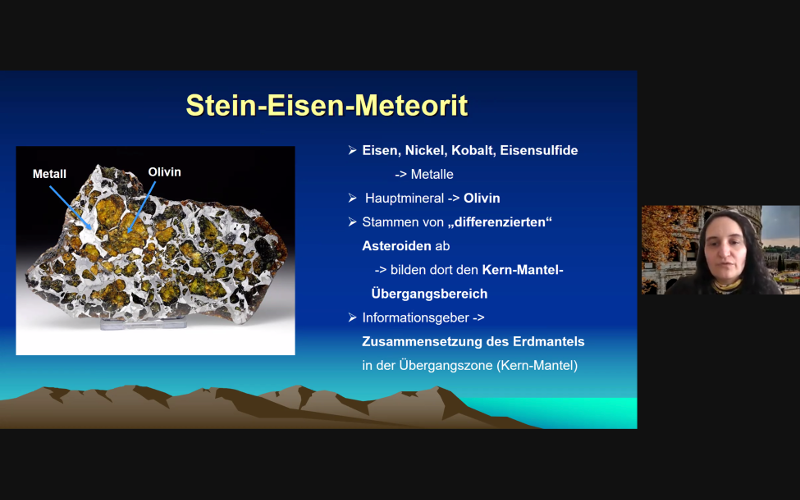 Stein-Eisen-Meteorit
Metall
Olivin
➢ Eisen, Nickel, Kobalt, Eisensulfide
-> Metalle
➢ Hauptmineral -> Olivin
➢ Stammen von „differenzierten“
Asteroiden ab
-> bilden dort den Kern-Mantel-
Übergangsbereich
➢ Informationsgeber ->
Zusammensetzung des Erdmantels
in der Übergangszone (Kern-Mantel)